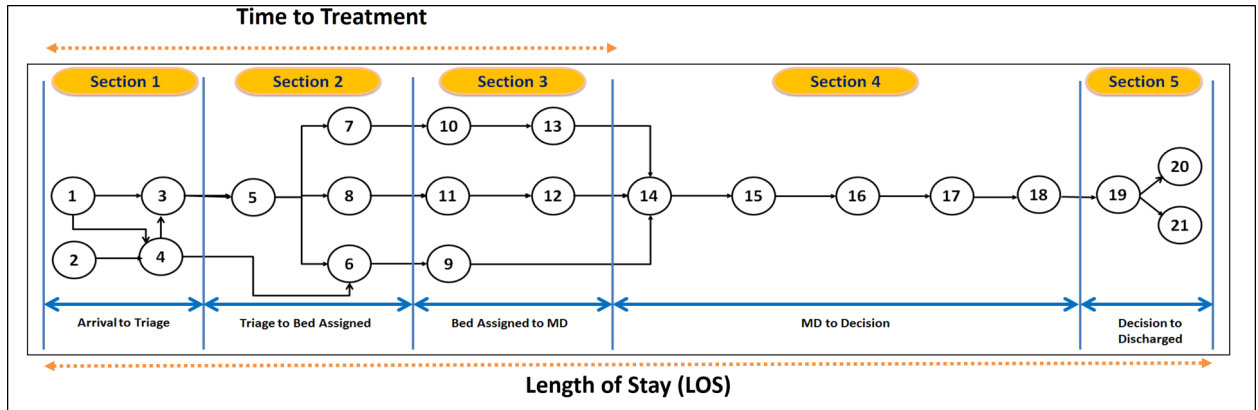 Time to Treatment
Section 1 Section 2 Section 3 Section 4 Section 5
7 10 13
20
1 3 5 8 11 12 14 15 16 17 18 19
21
2 4 6 9
Arrival to Triage Triage to Bed Assigned Bed Assigned to MD MD to Decision Decision to
Discharged
Length of Stay (LOS)